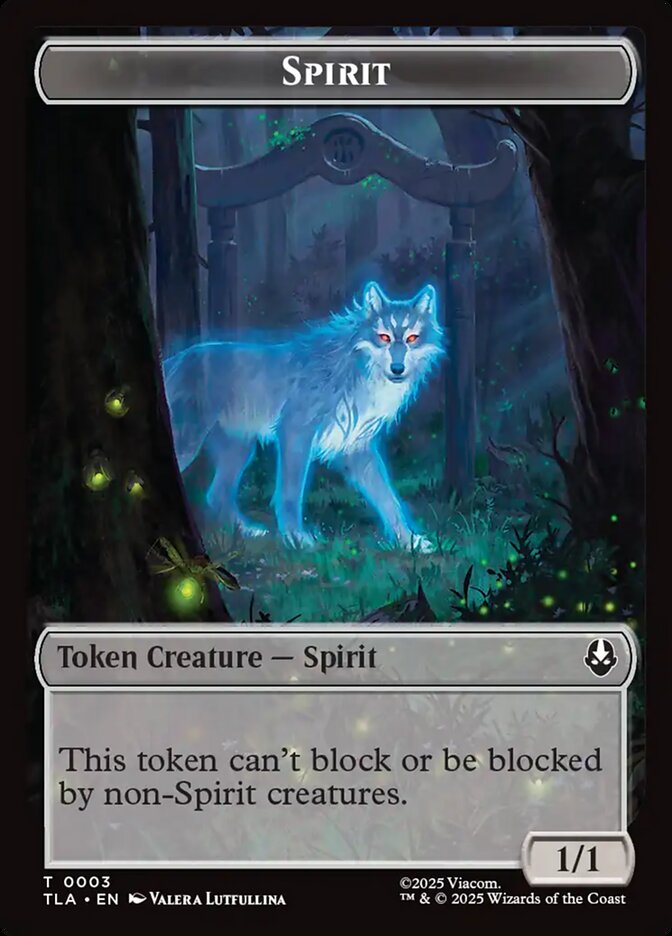 Spirit
Token Creature — Spirit
This token can't block or be blocked
by non-Spirit creatures.
1/1
T 0003
TLA • EN Valera Lutfullina
©2025 Viacom.
™ & © 2025 Wizards of the Coast